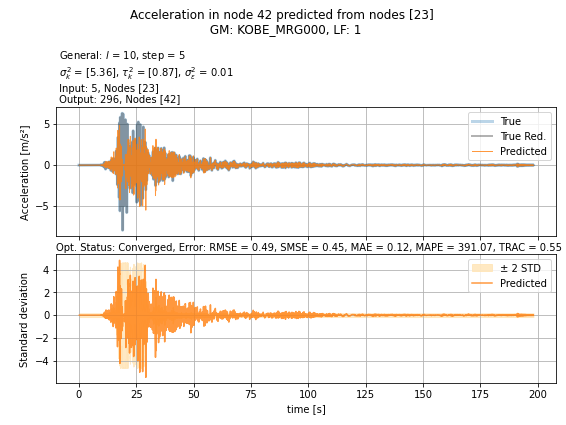 Acceleration in node 42 predicted from nodes [23]
GM: KOBE_MRG000, LF: 1
General: l = 10, step = 5
σ²ₖ = [5.36], τ²ₖ = [0.87], σ²ε = 0.01
Input: 5, Nodes [23]
Output: 296, Nodes [42]
Acceleration [m/s²]
5
0
−5
True
True Red.
Predicted
Opt. Status: Converged, Error: RMSE = 0.49, SMSE = 0.45, MAE = 0.12, MAPE = 391.07, TRAC = 0.55
Standard deviation
4
2
0
−2
−4
± 2 STD
Predicted
0 25 50 75 100 125 150 175 200
time [s]